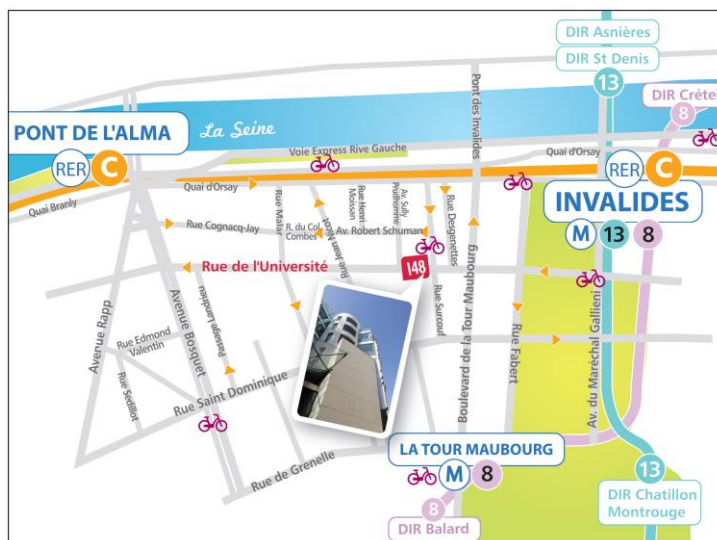 DIR Asnières
DIR St Denis
13
DIR Crétei
8
PONT DE L'ALMA
RER C
La Seine
Pont des Invalides
Voie Express Rive Gauche
Quai d'Orsay
RER C
INVALIDES
M 13 8
Quai Branly
Quai d'Orsay
Rue Cognacq-Jay
Rue Malar
R. du Col.
Combes
Rue Jean Nicot
Rue Henri
Moissan
Av. Sully
Prudhomme
Av. Robert Schuman
Rue Desgenettes
Rue de l'Université
148
Rue Surcouf
Boulevard de la Tour Maubourg
Rue Fabert
Av. du Maréchal Gallieni
Avenue Rapp
Rue Edmond
Valentin
Rue Sedillot
Avenue Bosquet
Passage Landrieu
Rue Saint Dominique
Rue de Grenelle
LA TOUR MAUBOURG
M 8
8
DIR Balard
13
DIR Chatillon
Montrouge